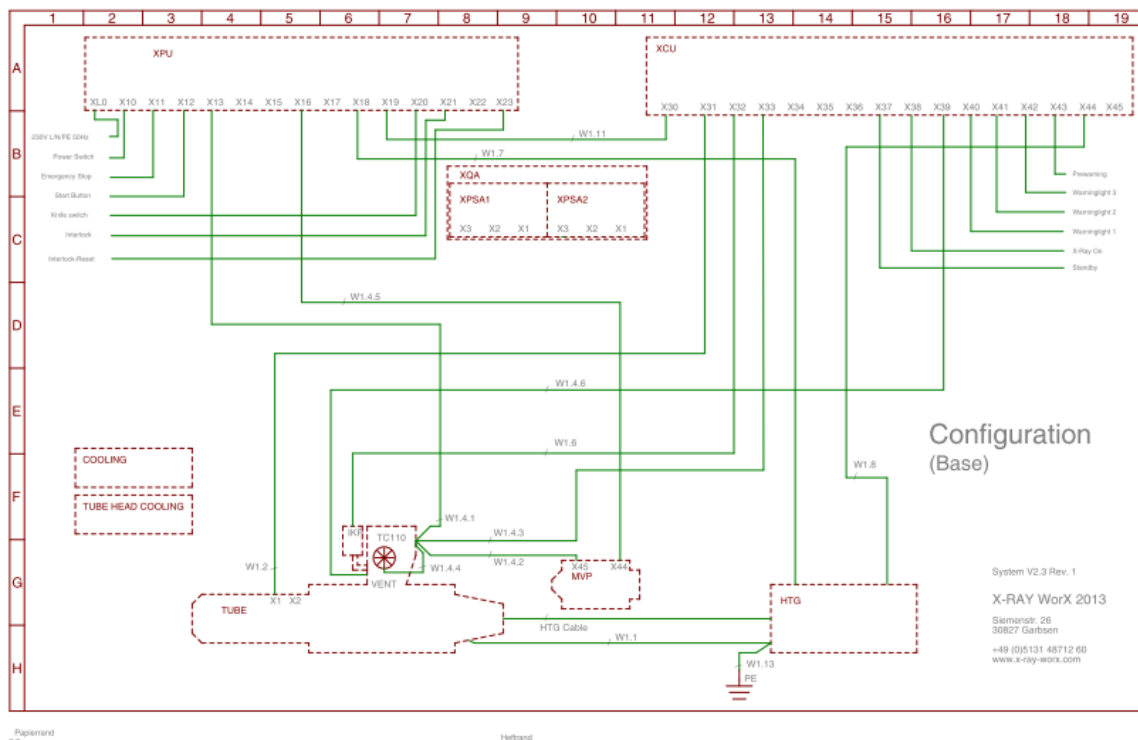 1 2 3 4 5 6 7 8 9 10 11 12 13 14 15 16 17 18 19
A
XPU
XCU
XL0 X10 X11 X12 X13 X14 X15 X16 X17 X18 X19 X20 X21 X22 X23
X30 X31 X32 X33 X34 X35 X36 X37 X38 X39 X40 X41 X42 X43 X44 X45
B
230V L/N/PE 50Hz
W1.11
Power Switch
W1.7
Emergency Stop
XQA
Prewarning
Start Button
Warninglight 3
C
XPSA1 XPSA2
Knife switch
Warninglight 2
X3 X2 X1 X3 X2 X1
Interlock
Warninglight 1
Interlock-Reset
X-Ray On
Standby
D
W1.4.5
E
W1.4.6
Configuration
(Base)
W1.6
COOLING
W1.8
F
TUBE HEAD COOLING
W1.4.1
IKR
TC110
W1.4.3
G
W1.2
W1.4.4
W1.4.2
X45 X44
MVP
VENT
System V2.3 Rev. 1
X1 X2
TUBE
HTG
X-RAY WorX 2013
HTG Cable
Siemenstr. 26
30827 Garbsen
H
W1.1
+49 (0)5131 48712 60
www.x-ray-worx.com
W1.13
PE
Papierrand
Heftrand